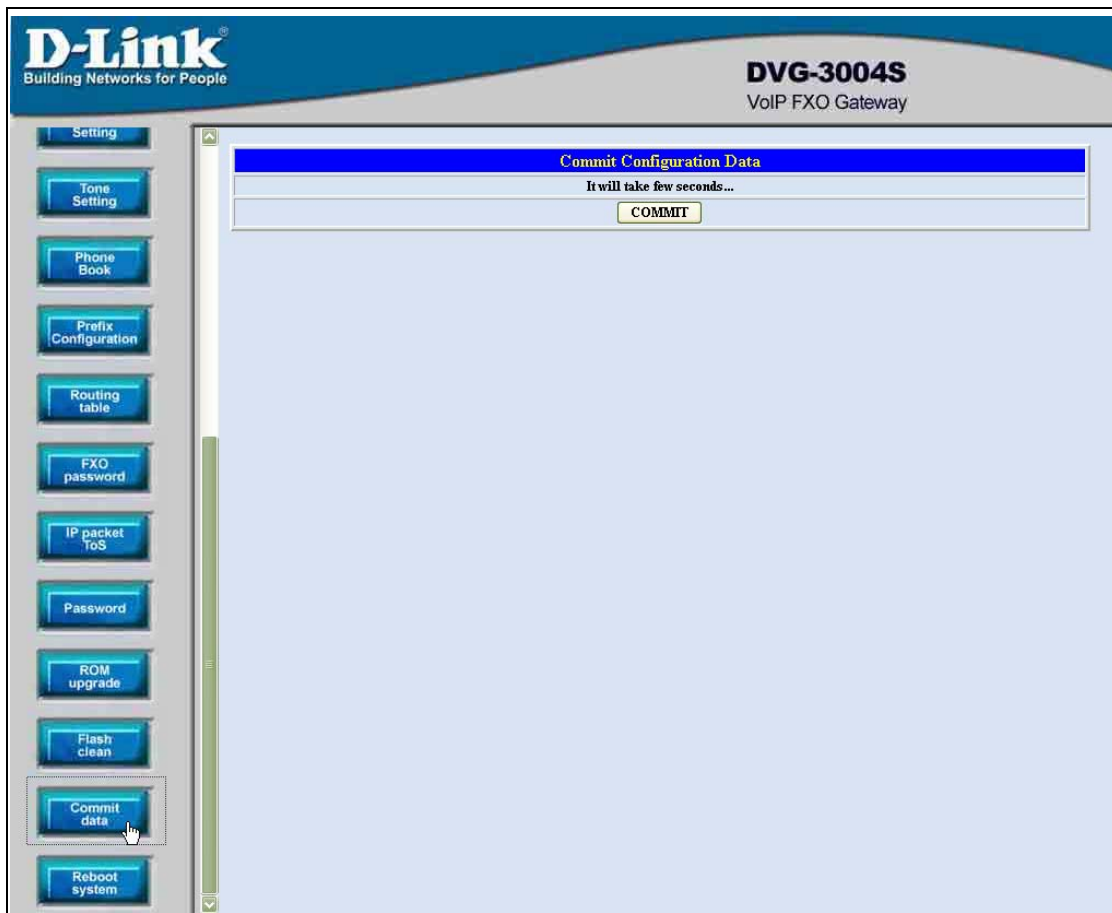 D-Link®
Building Networks for People
DVG-3004S
VoIP FXO Gateway
Setting
Tone
Setting
Phone
Book
Prefix
Configuration
Routing
table
FXO
password
IP packet
ToS
Password
ROM
upgrade
Flash
clean
Commit
data
Reboot
system
Commit Configuration Data
It will take few seconds...
COMMIT